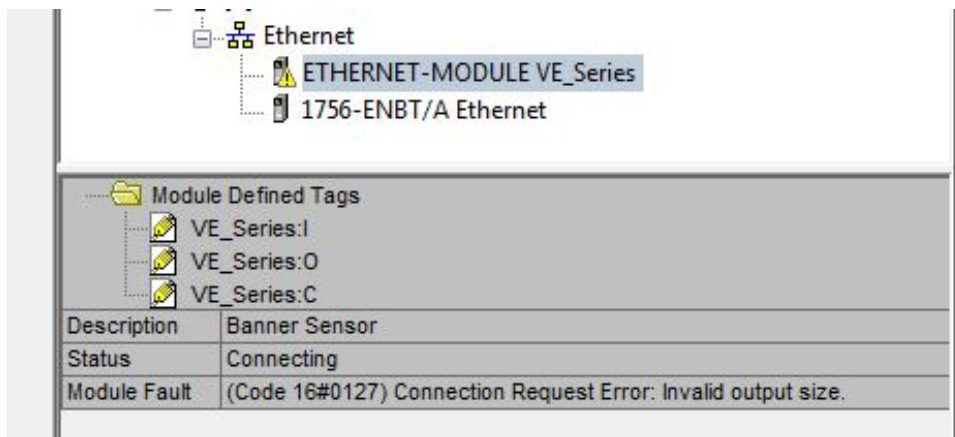 Ethernet
ETHERNET-MODULE VE_Series
1756-ENBT/A Ethernet
Module Defined Tags
VE_Series:I
VE_Series:O
VE_Series:C
Description Banner Sensor
Status Connecting
Module Fault (Code 16#0127) Connection Request Error: Invalid output size.